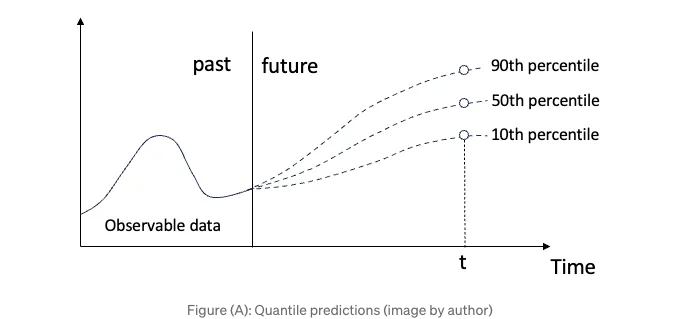 past
future
90th percentile
50th percentile
10th percentile
Observable data
t
Time
Figure (A): Quantile predictions (image by author)